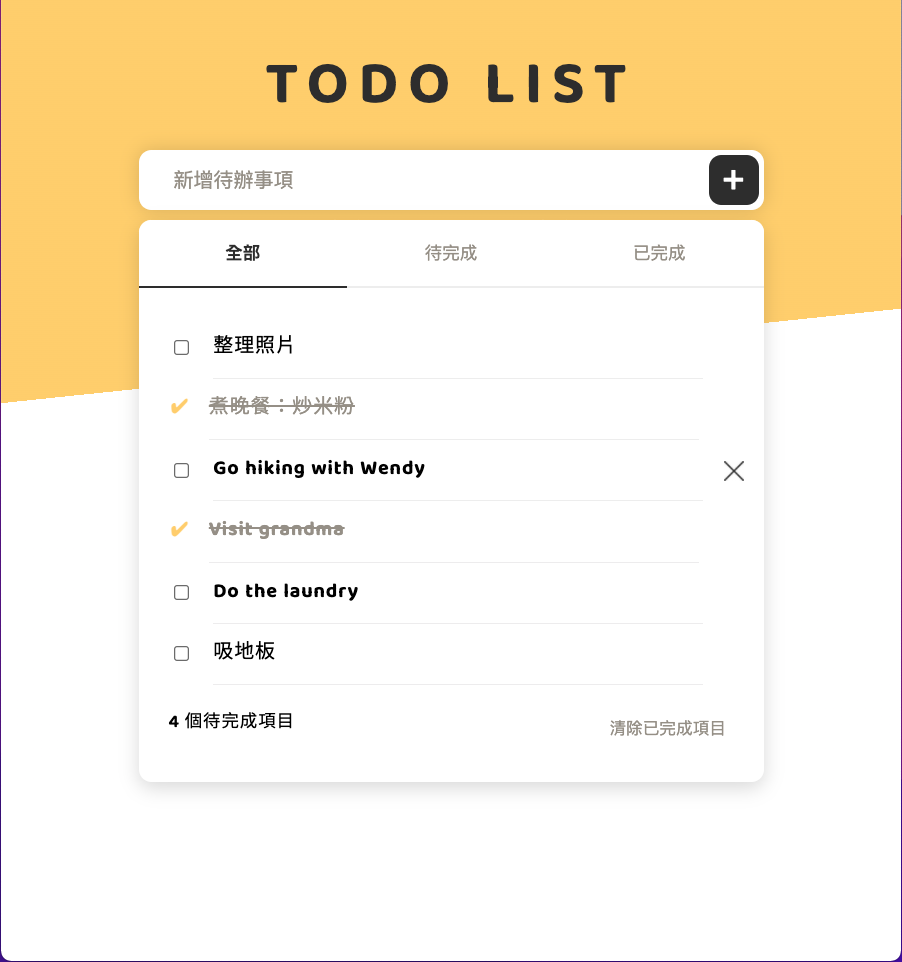 TODO LIST
新增待辦事項
全部 待完成 已完成
整理照片
煮晚餐：炒米粉
Go hiking with Wendy
Visit grandma
Do the laundry
吸地板
4 個待完成項目
清除已完成項目